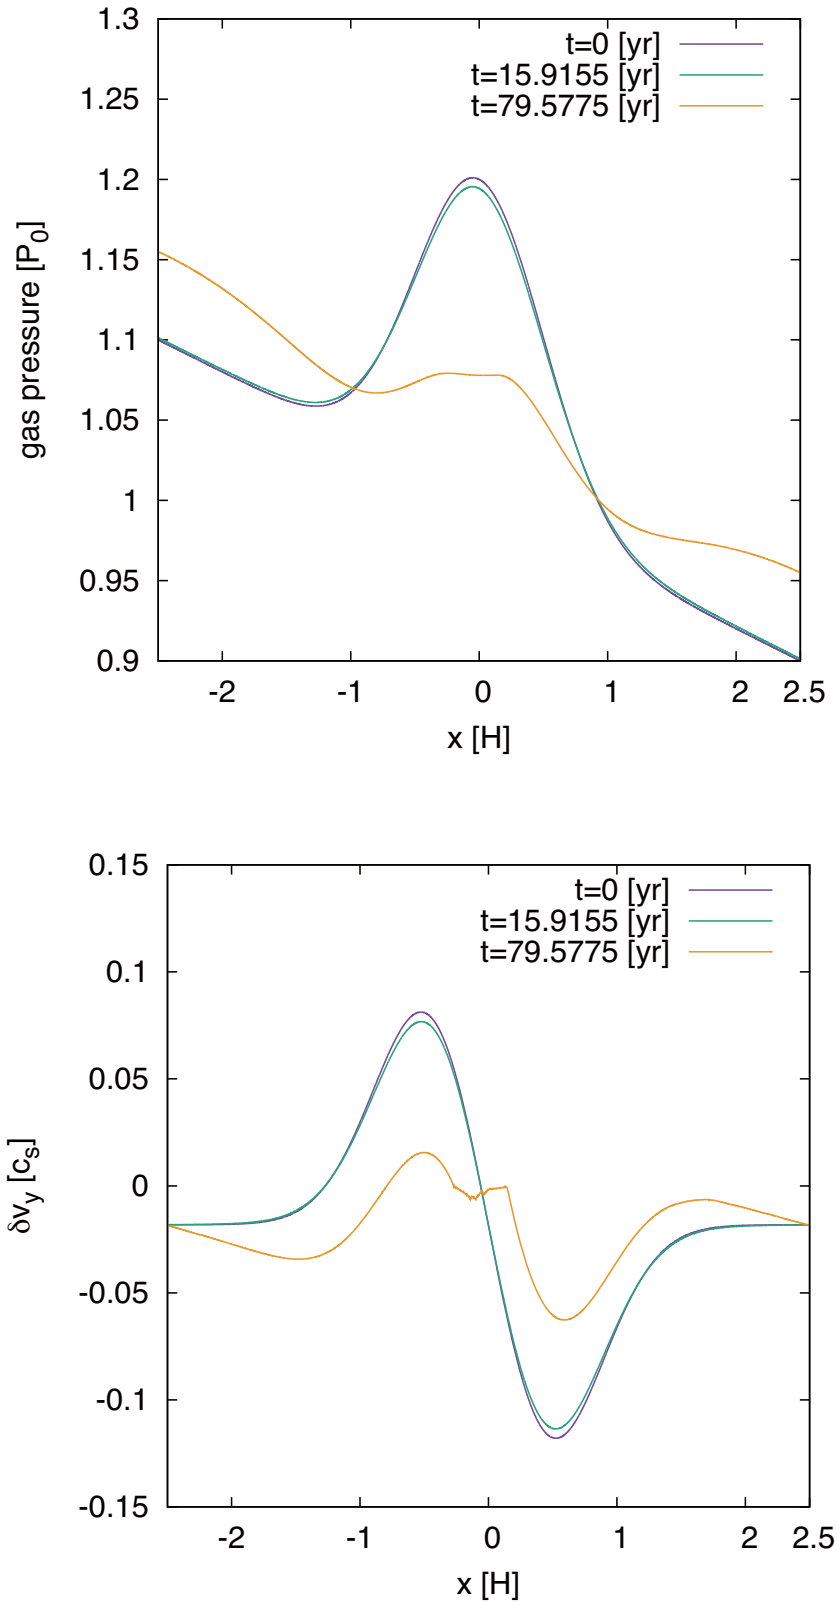 1.3
1.25
1.2
1.15
1.1
1.05
1
0.95
0.9
gas pressure [P0]
t=0 [yr]
t=15.9155 [yr]
t=79.5775 [yr]
-2 -1 0 1 2 2.5
x [H]
0.15
0.1
0.05
0
-0.05
-0.1
-0.15
δvy [cs]
t=0 [yr]
t=15.9155 [yr]
t=79.5775 [yr]
-2 -1 0 1 2 2.5
x [H]